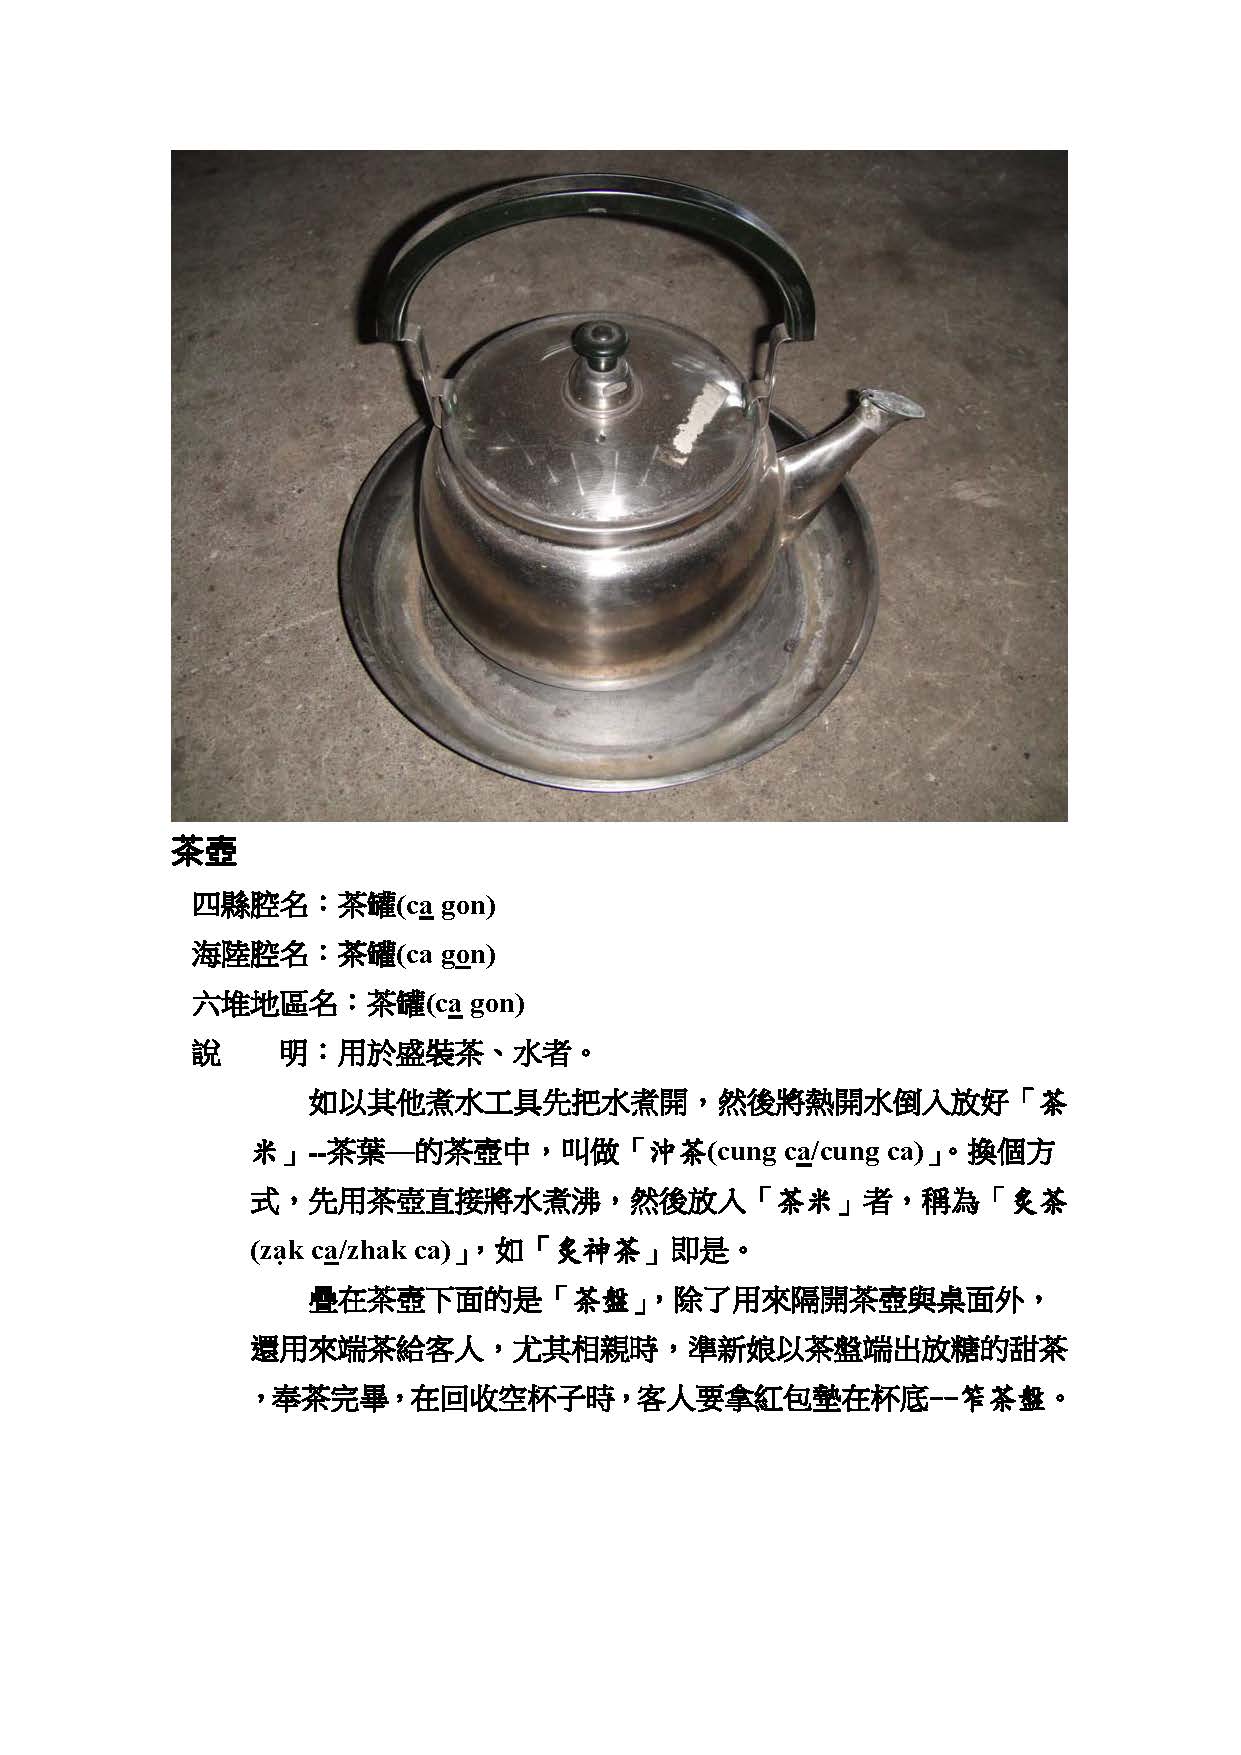 茶壺
四縣腔名：茶罐(ca̲ gon)
海陸腔名：茶罐(ca go̲n)
六堆地區名：茶罐(ca̲ gon)
說　　明：用於盛裝茶、水者。
如以其他煮水工具先把水煮開，然後將熱開水倒入放好「茶
米」--茶葉—的茶壺中，叫做「沖茶(cung ca̲/cung ca)」。換個方
式，先用茶壺直接將水煮沸，然後放入「茶米」者，稱為「炙茶
(zạk ca̲/zhak ca)」，如「炙神茶」即是。
疊在茶壺下面的是「茶盤」，除了用來隔開茶壺與桌面外，
還用來端茶給客人，尤其相親時，準新娘以茶盤端出放糖的甜茶
，奉茶完畢，在回收空杯子時，客人要拿紅包墊在杯底--笮茶盤。